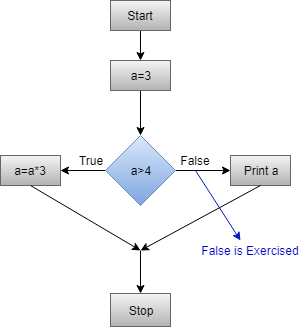 Start
a=3
True
False
a=a*3
a>4
Print a
False is Exercised
Stop